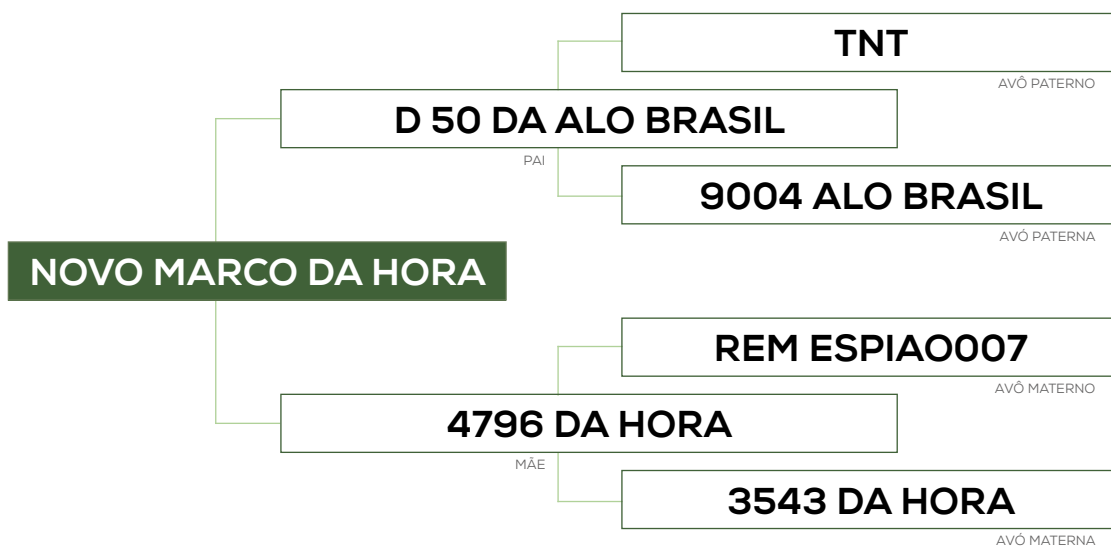 TNT
AVÔ PATERNO
D 50 DA ALO BRASIL
PAI
9004 ALO BRASIL
AVÓ PATERNA
NOVO MARCO DA HORA
REM ESPIAO007
AVÔ MATERNO
4796 DA HORA
MÃE
3543 DA HORA
AVÓ MATERNA